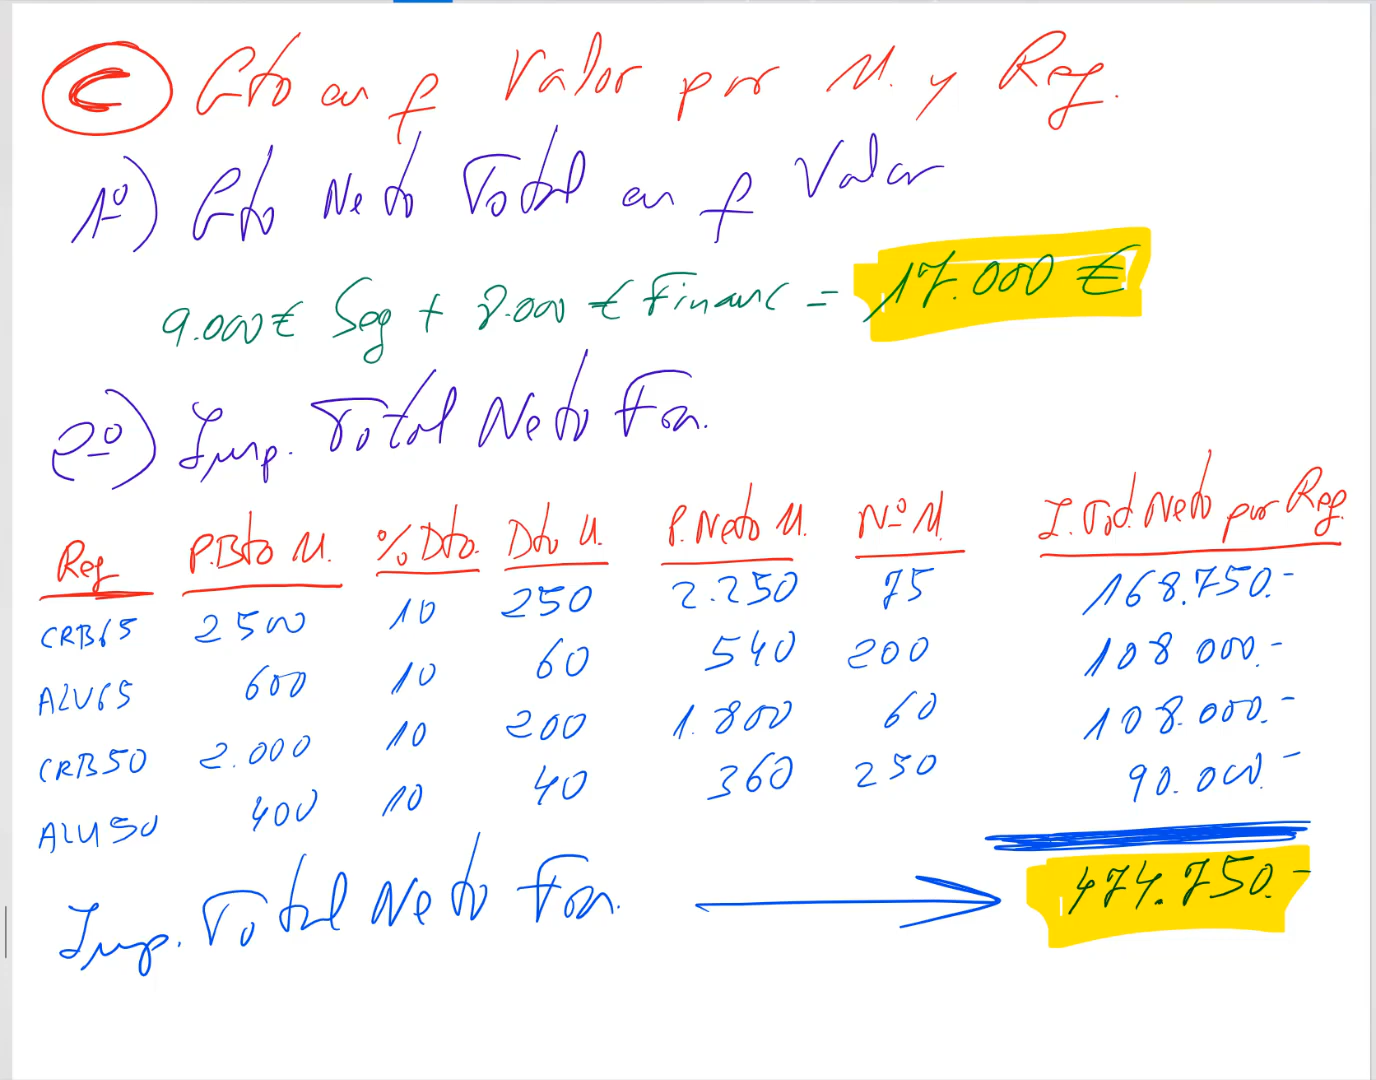 C Gto en f Valor por U. y Ref.
1º) Gto Neto Total en f Valor
9.000€ Seg + 8.000 € Financ = 17.000 €
2º) Imp. Total Neto Fra.
Ref P.Bto U. % Dto. Dto U. P. Neto U. Nº U. I. Tot. Neto por Ref.
CRB65 2500 10 250 2.250 75 168.750.-
ALU65 600 10 60 540 200 108 000.-
CRB50 2.000 10 200 1.800 60 108.000.-
ALU50 400 10 40 360 250 90.000.-
Imp. Total Neto Fra. 474.750.-